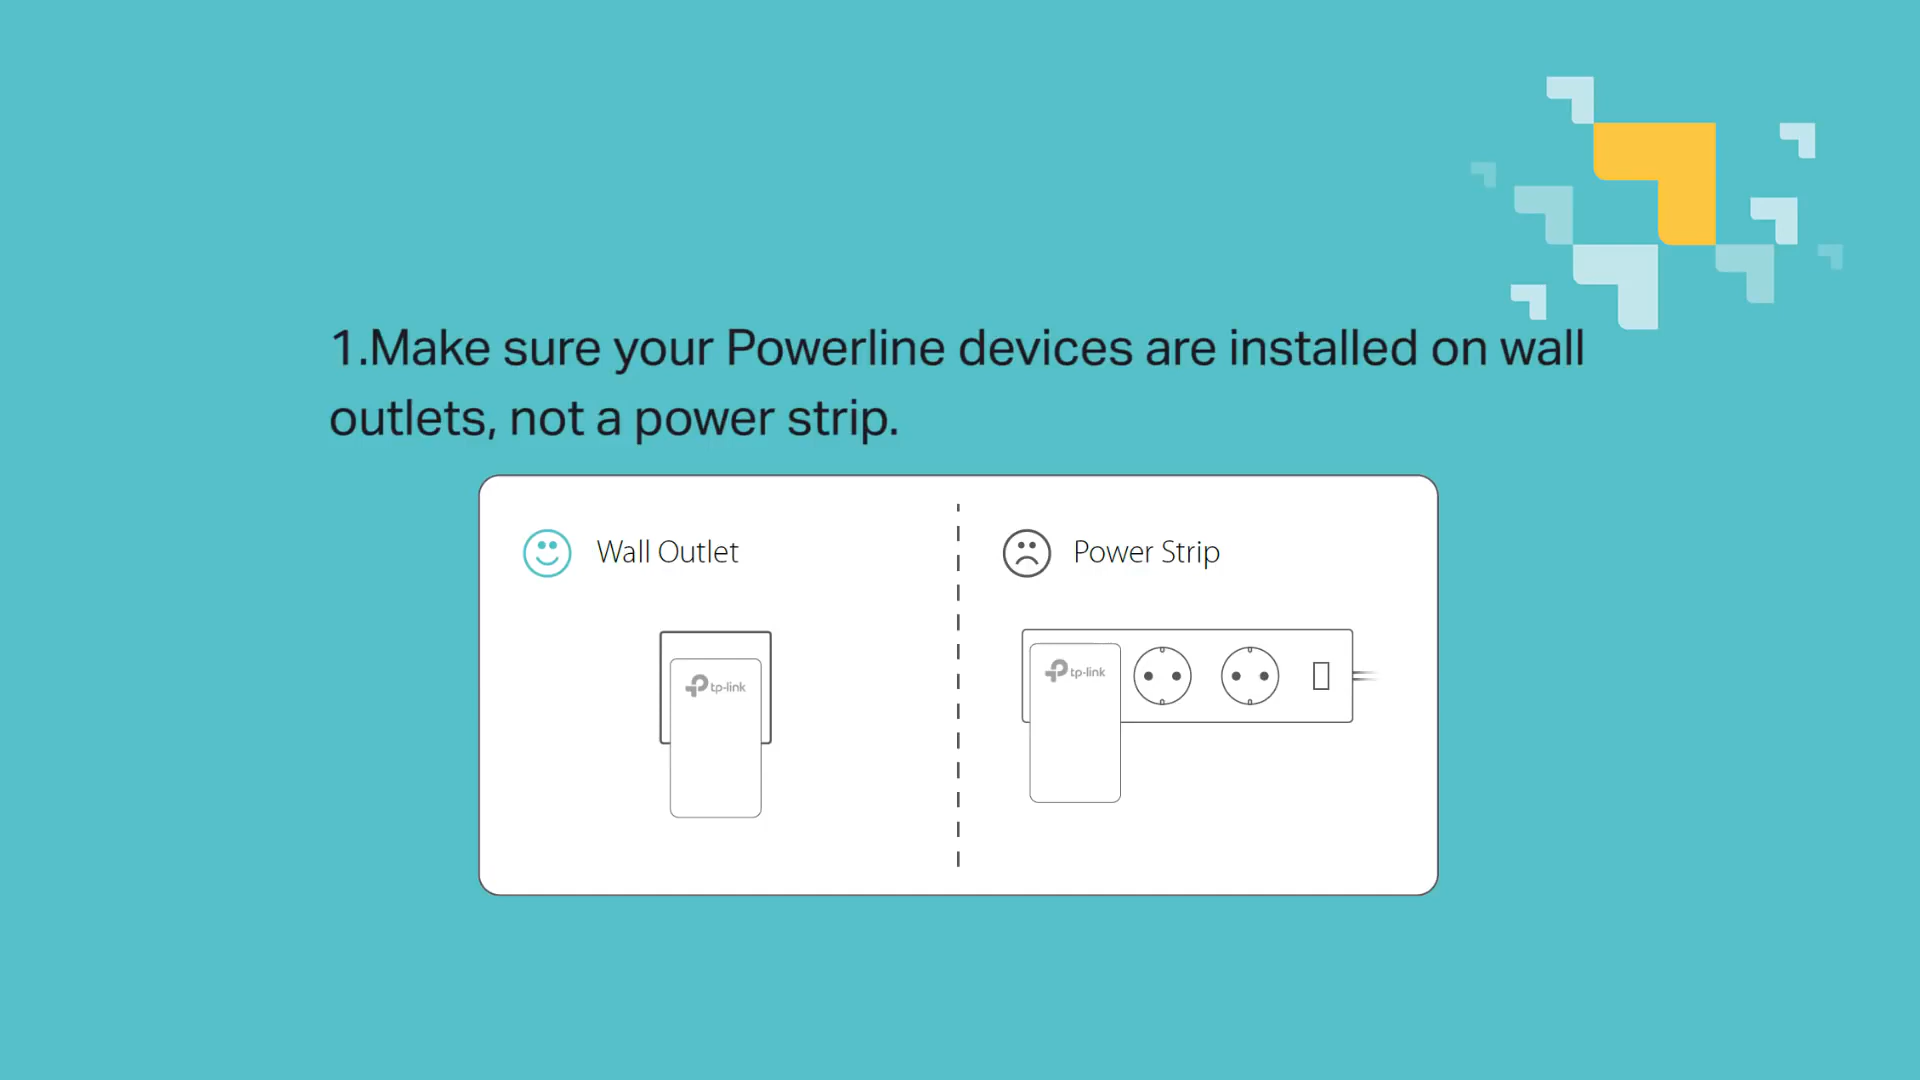 1.Make sure your Powerline devices are installed on wall
outlets, not a power strip.
Wall Outlet
Power Strip
tp-link
tp-link